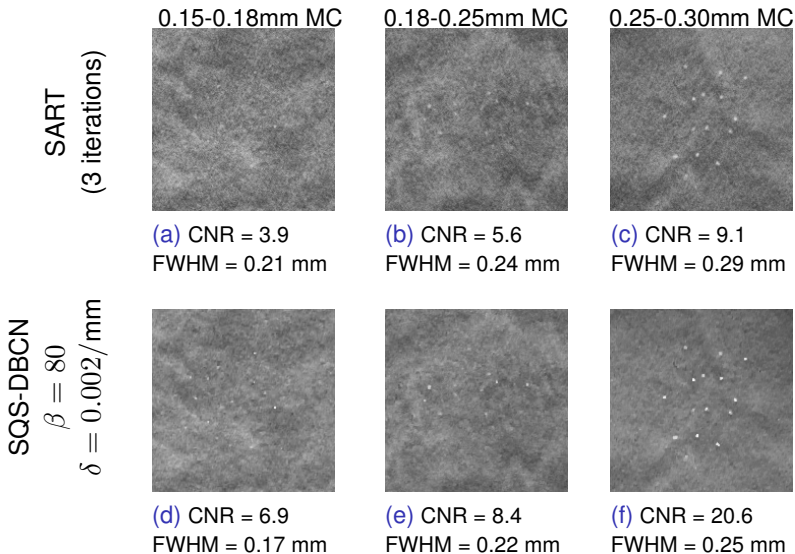 0.15-0.18mm MC
0.18-0.25mm MC
0.25-0.30mm MC
SART
(3 iterations)
(a) CNR = 3.9
FWHM = 0.21 mm
(b) CNR = 5.6
FWHM = 0.24 mm
(c) CNR = 9.1
FWHM = 0.29 mm
SQS-DBCN
β = 80
δ = 0.002/mm
(d) CNR = 6.9
FWHM = 0.17 mm
(e) CNR = 8.4
FWHM = 0.22 mm
(f) CNR = 20.6
FWHM = 0.25 mm